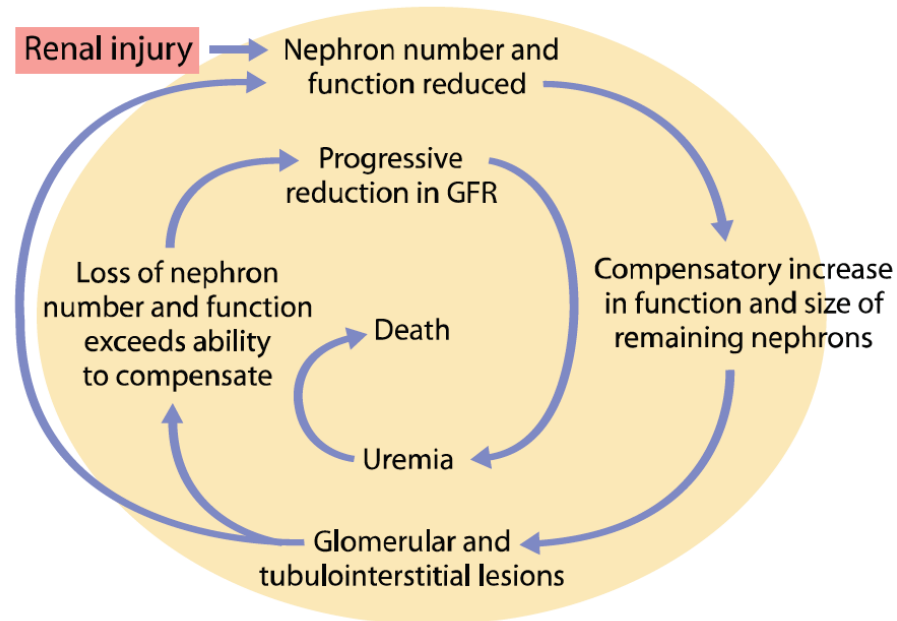 Renal injury
Nephron number and
function reduced
Compensatory increase
in function and size of
remaining nephrons
Glomerular and
tubulointerstitial lesions
Loss of nephron
number and function
exceeds ability
to compensate
Progressive
reduction in GFR
Uremia
Death